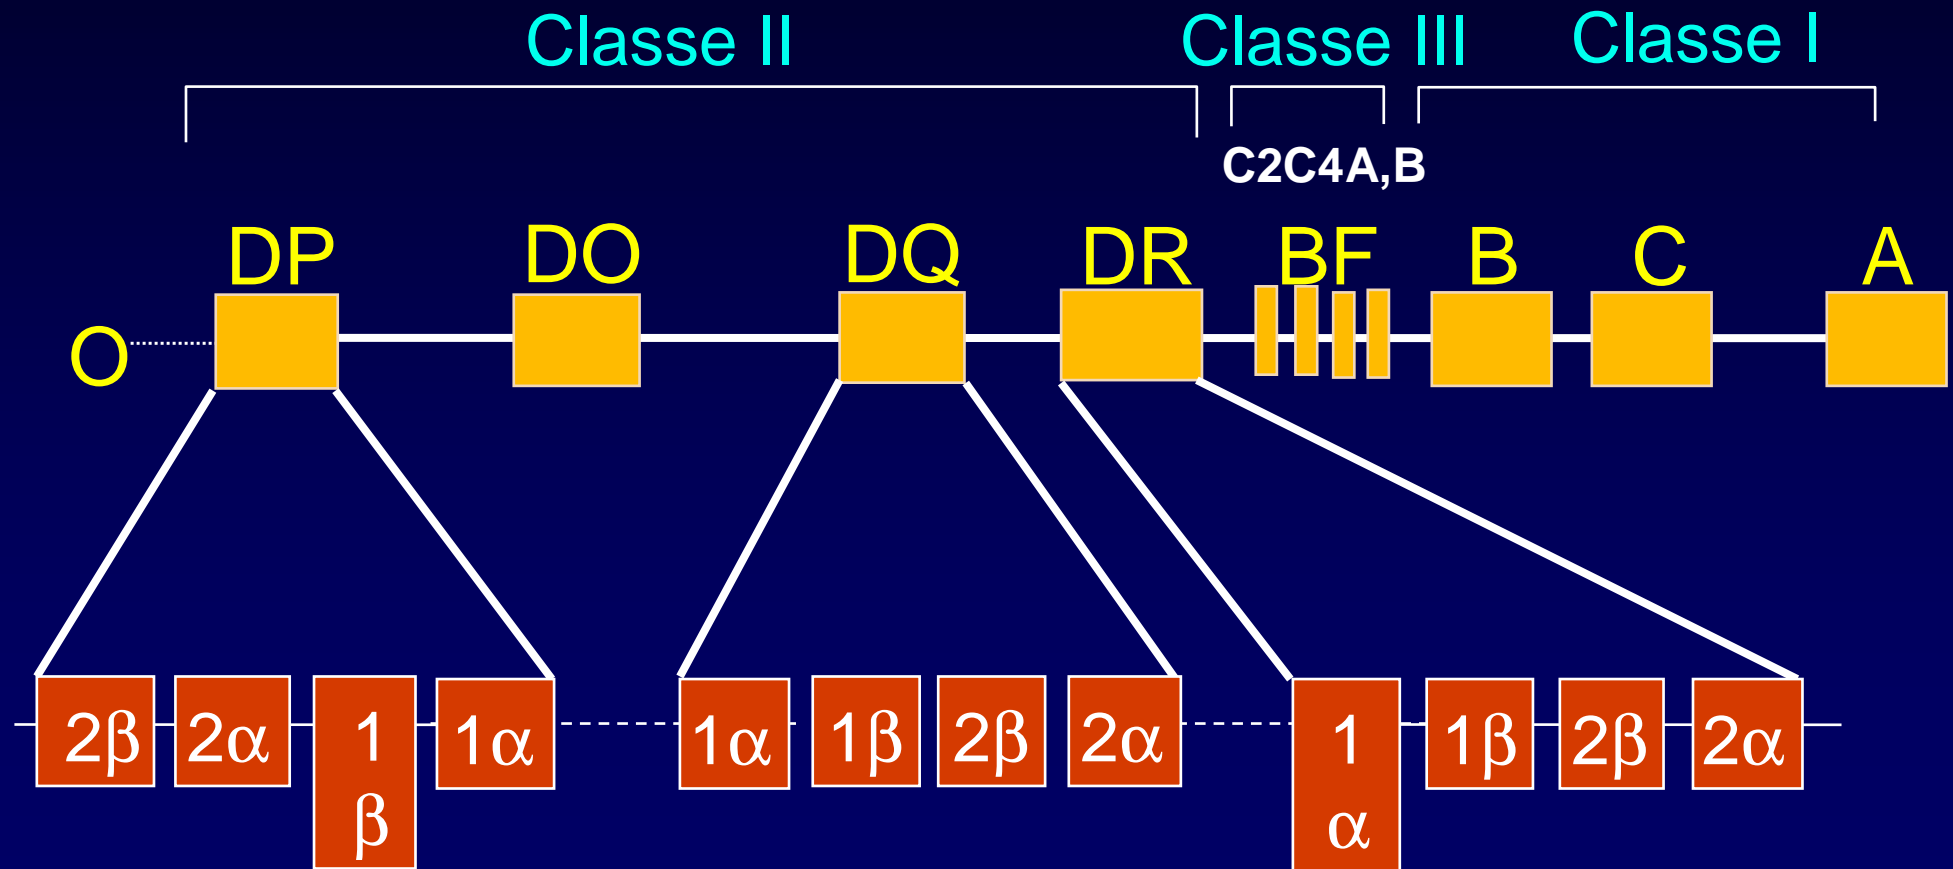 Classe II Classe III Classe I
C2C4A,B
DP DO DQ DR BF B C A
O
2β 2α 1 β 1α 1α 1β 2β 2α 1 α 1β 2β 2α